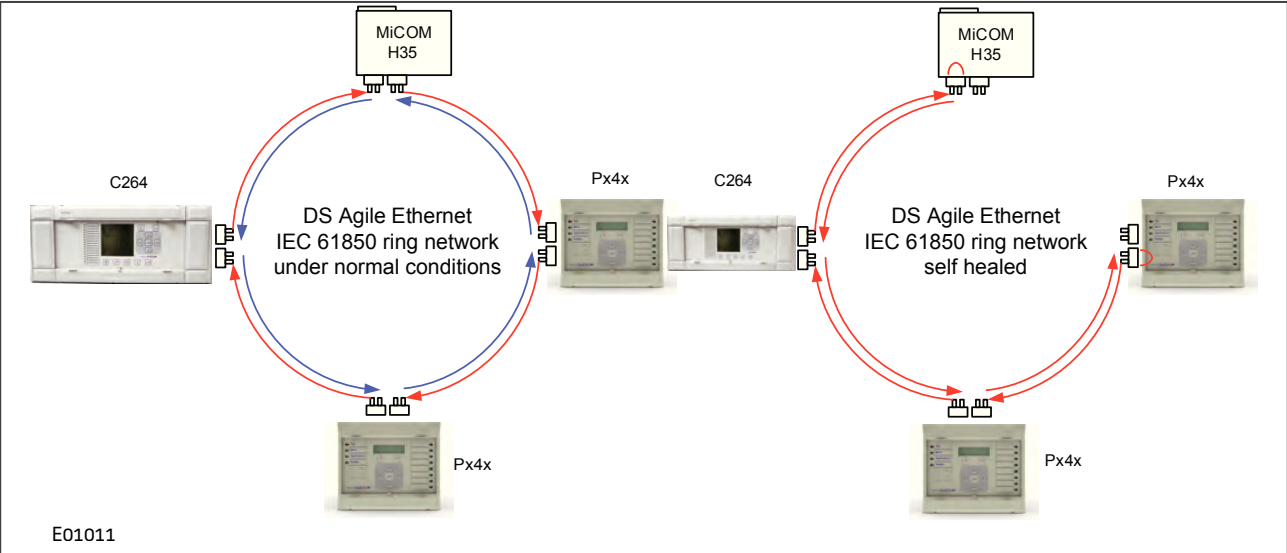 MiCOM
H35
C264
Px4x
DS Agile Ethernet
IEC 61850 ring network
under normal conditions
Px4x
MiCOM
H35
C264
Px4x
DS Agile Ethernet
IEC 61850 ring network
self healed
Px4x
E01011